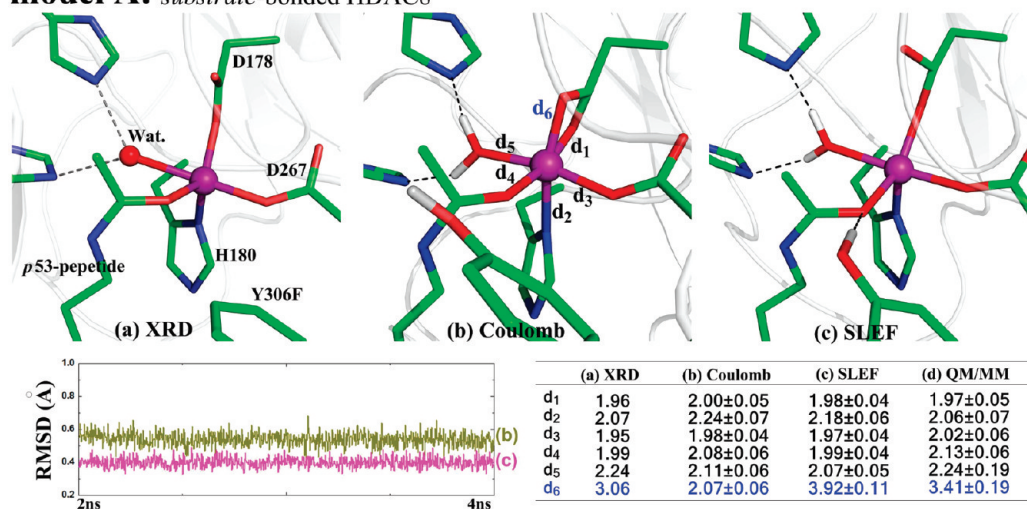 model A: substrate-bonded HDAC8
D178
Wat.
D267
H180
p53-pepetide
Y306F
(a) XRD
d6
d5
d1
d4
d3
d2
(b) Coulomb
(c) SLEF
1.0
0.8
0.6
0.4
0.2
RMSD (Å)
(b)
(c)
2ns
4ns
(a) XRD (b) Coulomb (c) SLEF (d) QM/MM
d1 1.96 2.00±0.05 1.98±0.04 1.97±0.05
d2 2.07 2.24±0.07 2.18±0.06 2.06±0.07
d3 1.95 1.98±0.04 1.97±0.04 2.02±0.06
d4 1.99 2.08±0.06 1.99±0.04 2.13±0.06
d5 2.24 2.11±0.06 2.07±0.05 2.24±0.19
d6 3.06 2.07±0.06 3.92±0.11 3.41±0.19